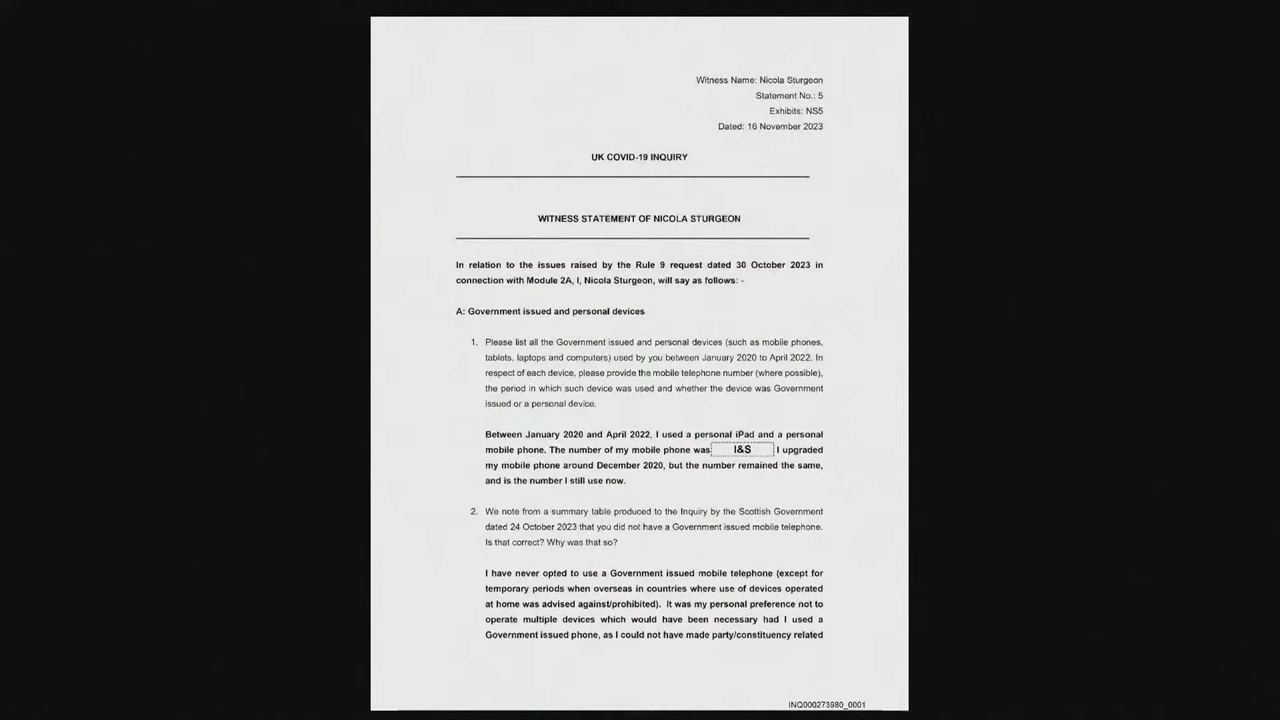 Witness Name: Nicola Sturgeon
Statement No.: 5
Exhibits: NS5
Dated: 16 November 2023
UK COVID-19 INQUIRY
WITNESS STATEMENT OF NICOLA STURGEON
In relation to the issues raised by the Rule 9 request dated 30 October 2023 in
connection with Module 2A, I, Nicola Sturgeon, will say as follows: -
A: Government issued and personal devices
1. Please list all the Government issued and personal devices (such as mobile phones,
tablets, laptops and computers) used by you between January 2020 to April 2022. In
respect of each device, please provide the mobile telephone number (where possible),
the period in which such device was used and whether the device was Government
issued or a personal device.
Between January 2020 and April 2022, I used a personal iPad and a personal
mobile phone. The number of my mobile phone was I&S I upgraded
my mobile phone around December 2020, but the number remained the same,
and is the number I still use now.
2. We note from a summary table produced to the Inquiry by the Scottish Government
dated 24 October 2023 that you did not have a Government issued mobile telephone.
Is that correct? Why was that so?
I have never opted to use a Government issued mobile telephone (except for
temporary periods when overseas in countries where use of devices operated
at home was advised against/prohibited). It was my personal preference not to
operate multiple devices which would have been necessary had I used a
Government issued phone, as I could not have made party/constituency related
INQ000273980_0001